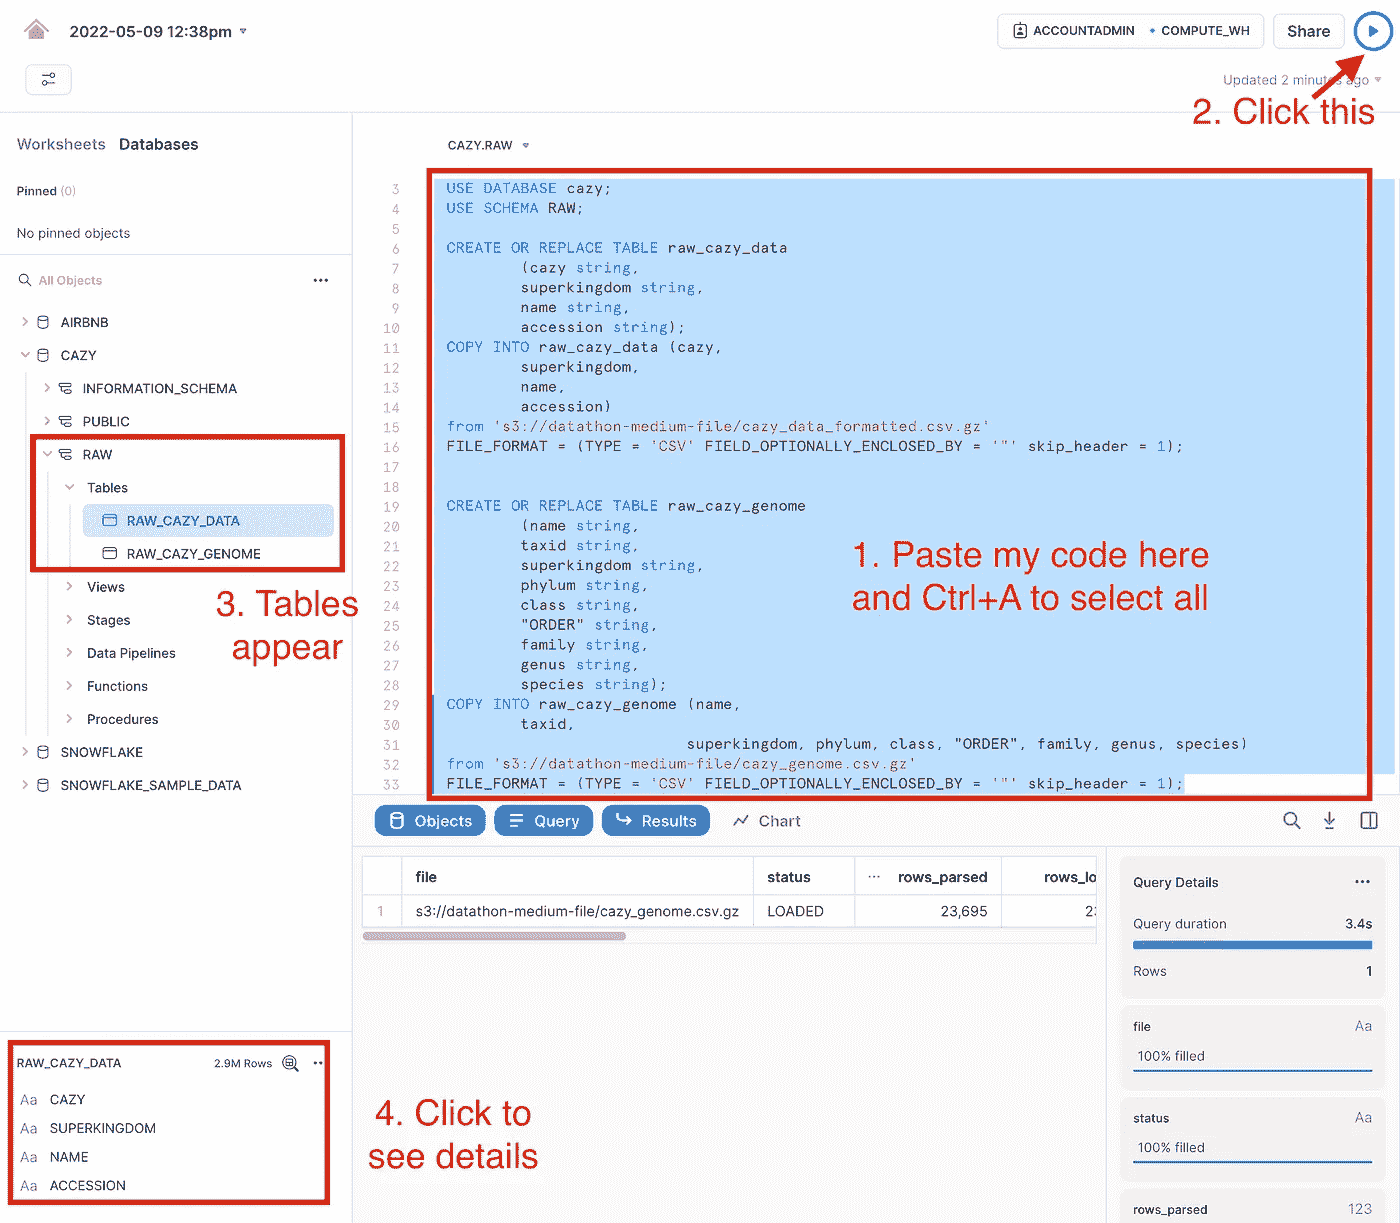 2022-05-09 12:38pm
ACCOUNTADMIN • COMPUTE_WH
Share
Updated 2 minutes ago
2. Click this
Worksheets Databases
Pinned (0)
No pinned objects
All Objects
AIRBNB
CAZY
INFORMATION_SCHEMA
PUBLIC
RAW
Tables
RAW_CAZY_DATA
RAW_CAZY_GENOME
Views
Stages
Data Pipelines
Functions
Procedures
SNOWFLAKE
SNOWFLAKE_SAMPLE_DATA
3. Tables
appear
CAZY.RAW
3 USE DATABASE cazy;
4 USE SCHEMA RAW;
5
6 CREATE OR REPLACE TABLE raw_cazy_data
7 (cazy string,
8 superkingdom string,
9 name string,
10 accession string);
11 COPY INTO raw_cazy_data (cazy,
12 superkingdom,
13 name,
14 accession)
15 from 's3://datathon-medium-file/cazy_data_formatted.csv.gz'
16 FILE_FORMAT = (TYPE = 'CSV' FIELD_OPTIONALLY_ENCLOSED_BY = '"' skip_header = 1);
17
18
19 CREATE OR REPLACE TABLE raw_cazy_genome
20 (name string,
21 taxid string,
22 superkingdom string,
23 phylum string,
24 class string,
25 "ORDER" string,
26 family string,
27 genus string,
28 species string);
29 COPY INTO raw_cazy_genome (name,
30 taxid,
31 superkingdom, phylum, class, "ORDER", family, genus, species)
32 from 's3://datathon-medium-file/cazy_genome.csv.gz'
33 FILE_FORMAT = (TYPE = 'CSV' FIELD_OPTIONALLY_ENCLOSED_BY = '"' skip_header = 1);
1. Paste my code here
and Ctrl+A to select all
Objects Query Results Chart
file status ... rows_parsed rows_lo
1 s3://datathon-medium-file/cazy_genome.csv.gz LOADED 23,695 23
Query Details ...
Query duration 3.4s
Rows 1
file Aa
100% filled
status Aa
100% filled
rows_parsed 123
RAW_CAZY_DATA 2.9M Rows
Aa CAZY
Aa SUPERKINGDOM
Aa NAME
Aa ACCESSION
4. Click to
see details